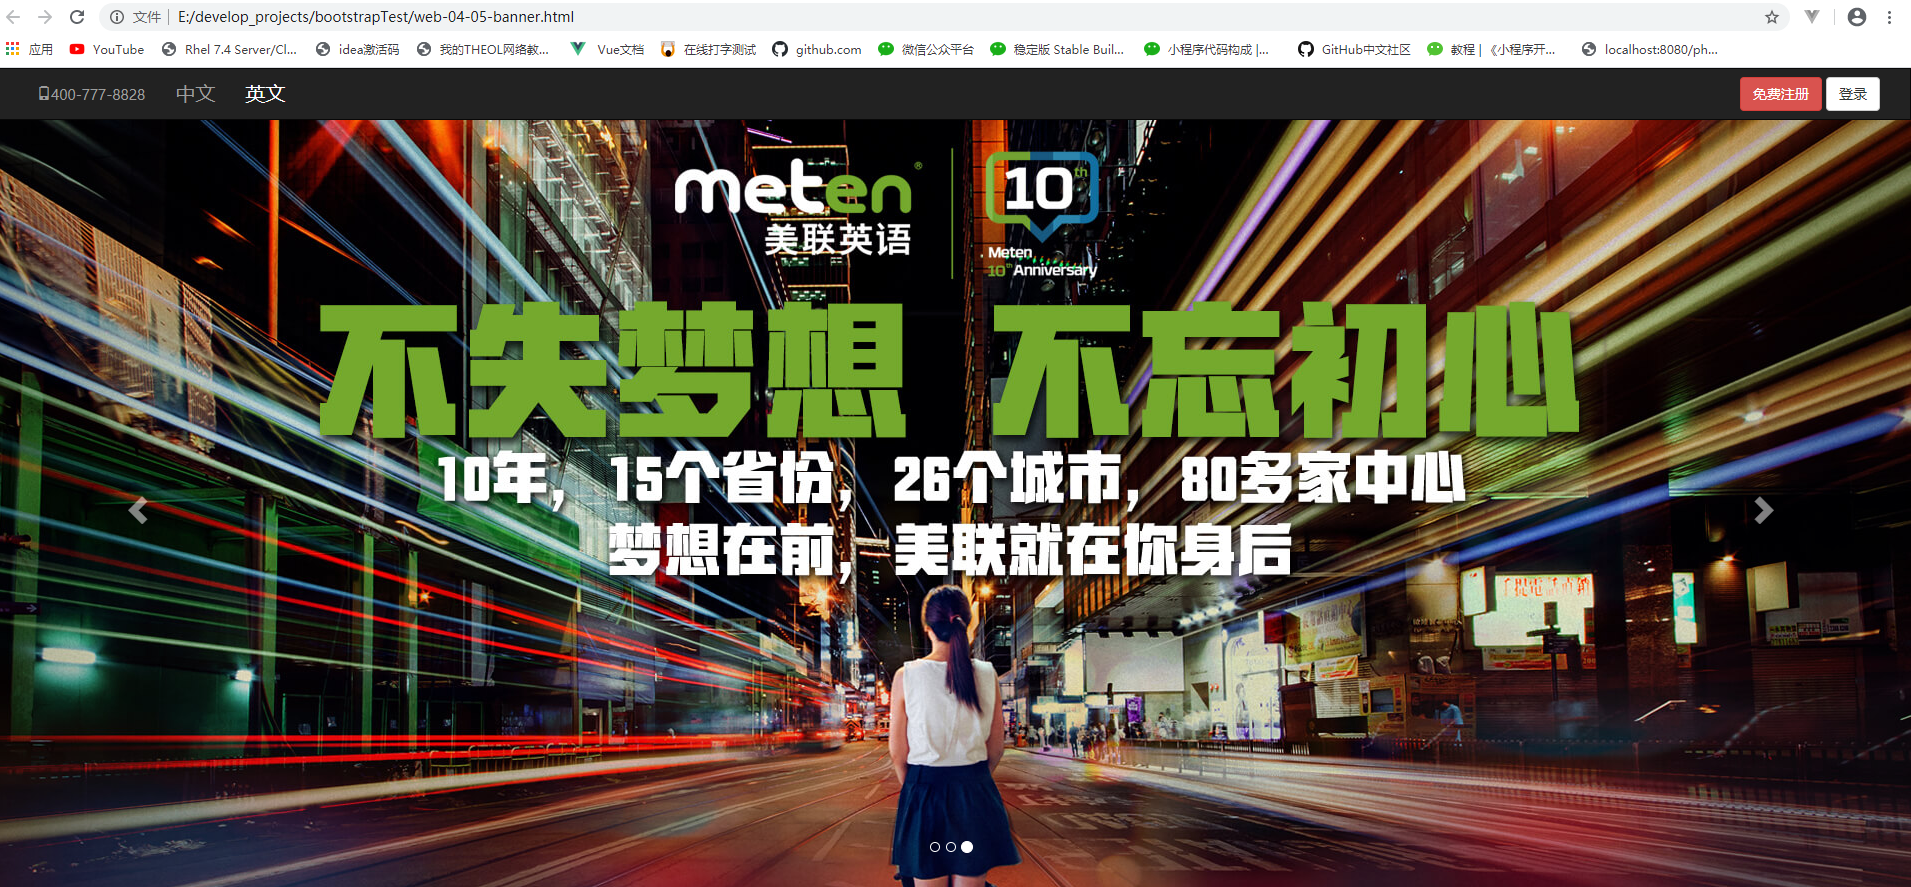 文件 E:/develop_projects/bootstrapTest/web-04-05-banner.html
应用 YouTube Rhel 7.4 Server/Cl... idea激活码 我的THEOL网络教... Vue文档 在线打字测试 github.com 微信公众平台 稳定版 Stable Buil... 小程序代码构成 |... GitHub中文社区 教程 | 《小程序开... localhost:8080/ph...
400-777-8828 中文 英文 免费注册 登录
meten® 10th
美联英语
Meten
10th Anniversary
不失梦想 不忘初心
10年，15个省份，26个城市，80多家中心
梦想在前，美联就在你身后